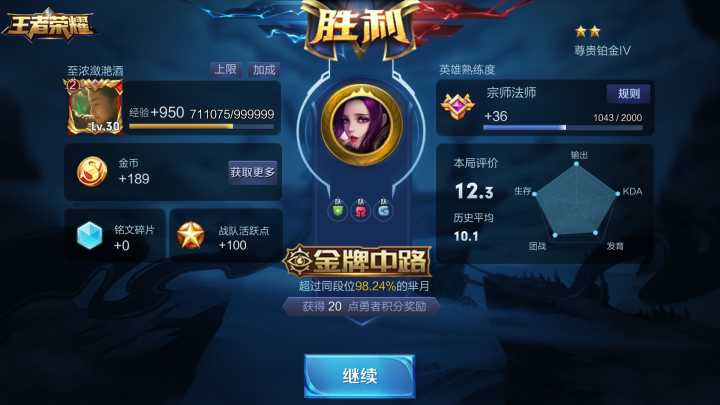 王者荣耀
胜利
尊贵铂金IV
至浓潋滟酒
上限
加成
2
Lv.30
经验+950 711075/999999
金币
+189
获取更多
铭文碎片
+0
战队活跃点
+100
金牌中路
超过同段位98.24%的芈月
获得 20 点勇者积分奖励
继续
英雄熟练度
宗师法师
规则
+36
1043 / 2000
本局评价
12.3
历史平均
10.1
输出
生存
KDA
团战
发育